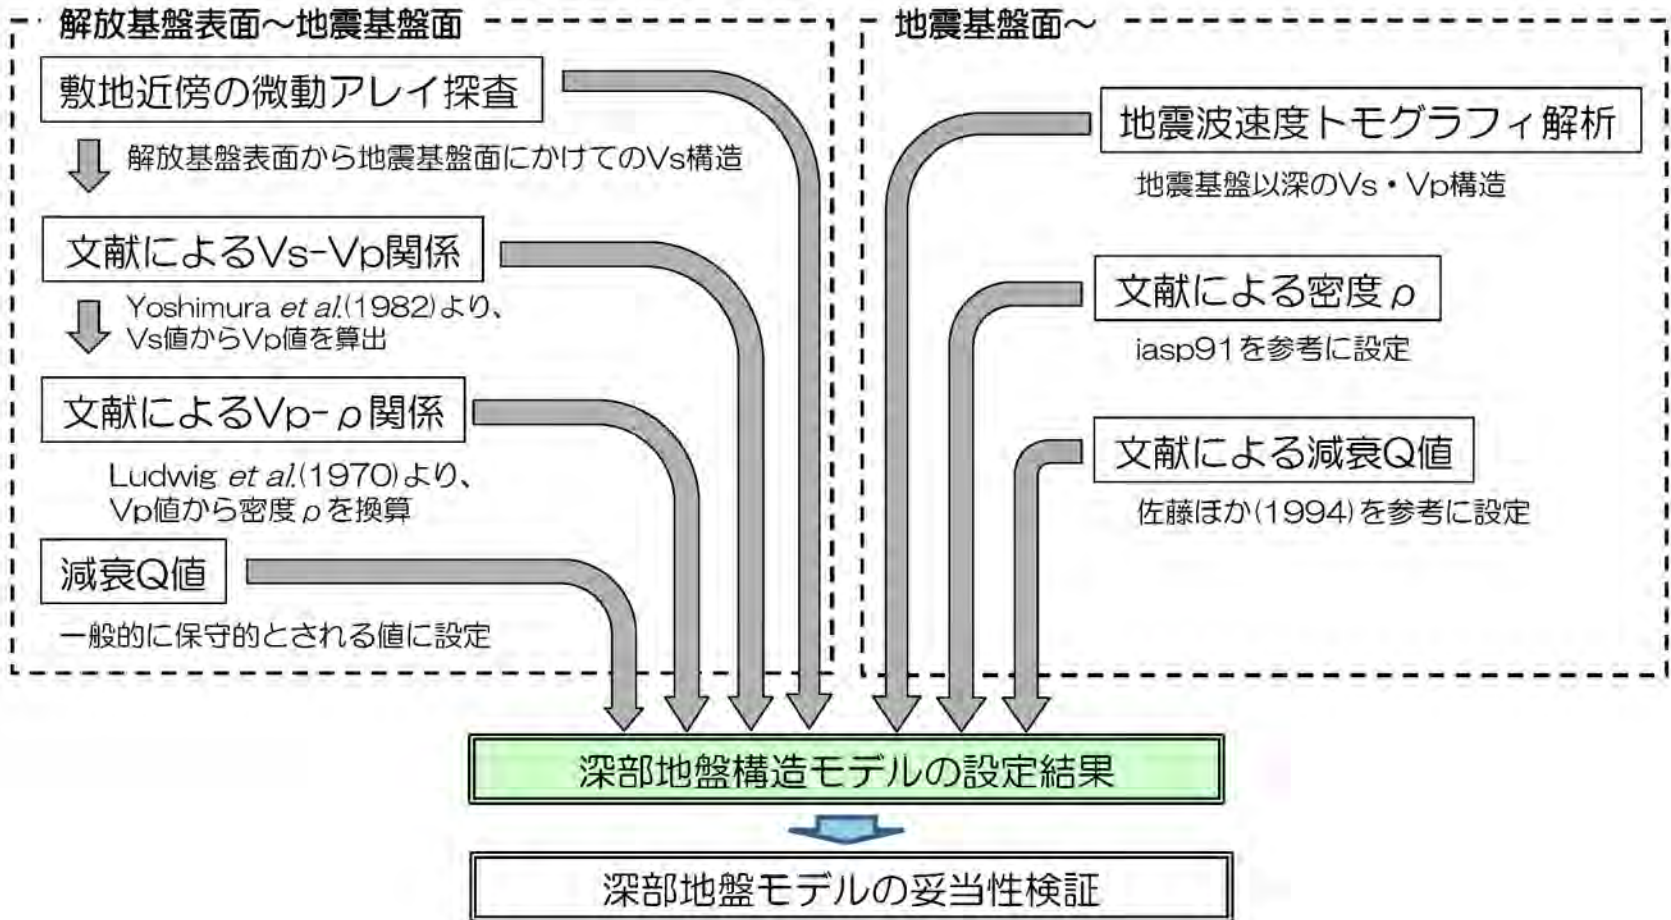 解放基盤表面～地震基盤面
敷地近傍の微動アレイ探査
解放基盤表面から地震基盤面にかけてのVs構造
文献によるVs-Vp関係
Yoshimura et al.(1982)より、
Vs値からVp値を算出
文献によるVp-ρ関係
Ludwig et al.(1970)より、
Vp値から密度ρを換算
減衰Q値
一般的に保守的とされる値に設定
地震基盤面～
地震波速度トモグラフィ解析
地震基盤以深のVs・Vp構造
文献による密度ρ
iasp91を参考に設定
文献による減衰Q値
佐藤ほか(1994)を参考に設定
深部地盤構造モデルの設定結果
深部地盤モデルの妥当性検証